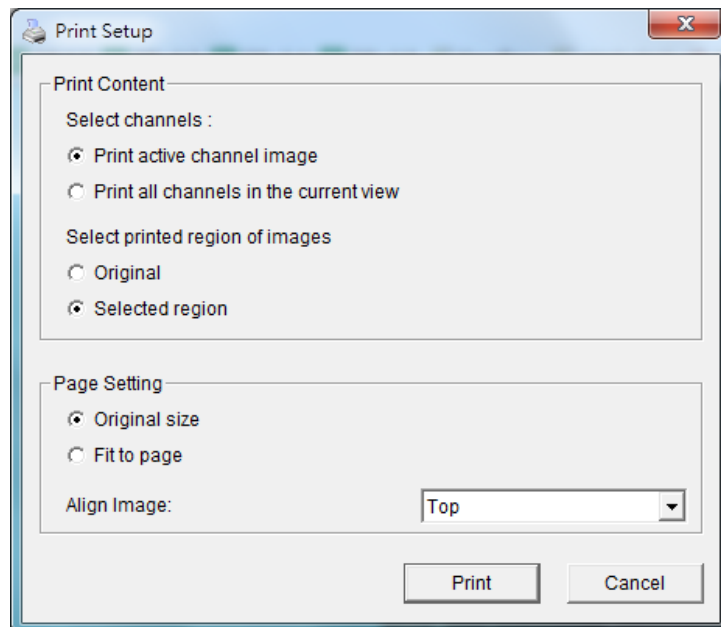 Print Setup
Print Content
Select channels :
Print active channel image
Print all channels in the current view
Select printed region of images
Original
Selected region
Page Setting
Original size
Fit to page
Align Image: Top
Print Cancel